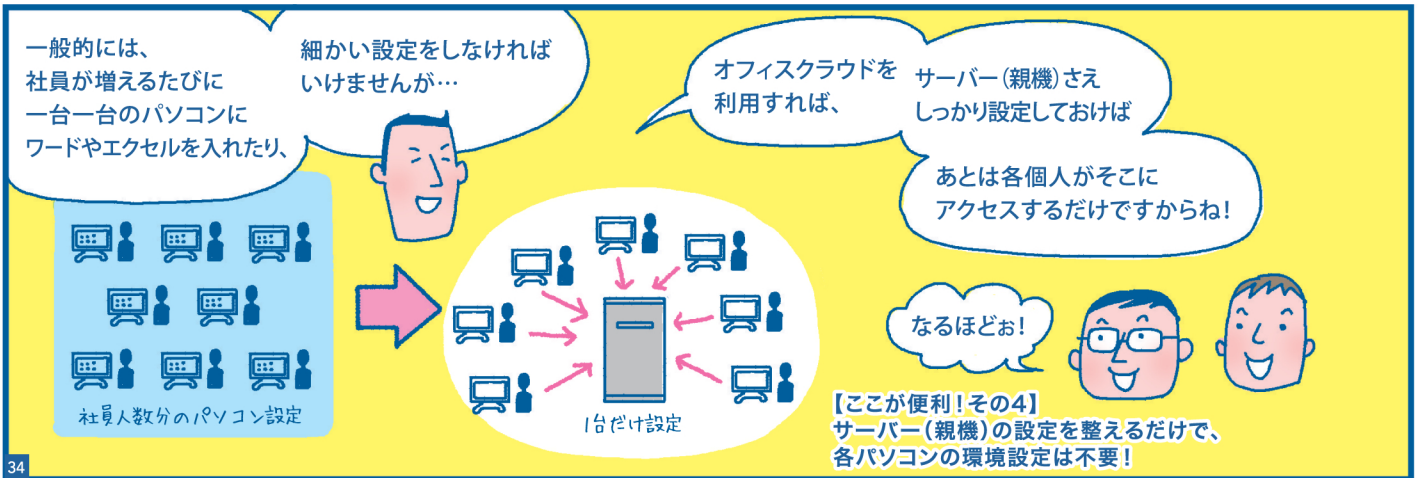 一般的には、
社員が増えるたびに
一台一台のパソコンに
ワードやエクセルを入れたり、
細かい設定をしなければ
いけませんが…
オフィスクラウドを
利用すれば、
サーバー(親機)さえ
しっかり設定しておけば
あとは各個人がそこに
アクセスするだけですからね!
なるほどぉ!
社員人数分のパソコン設定
1台だけ設定
【ここが便利!その4】
サーバー(親機)の設定を整えるだけで、
各パソコンの環境設定は不要!
34